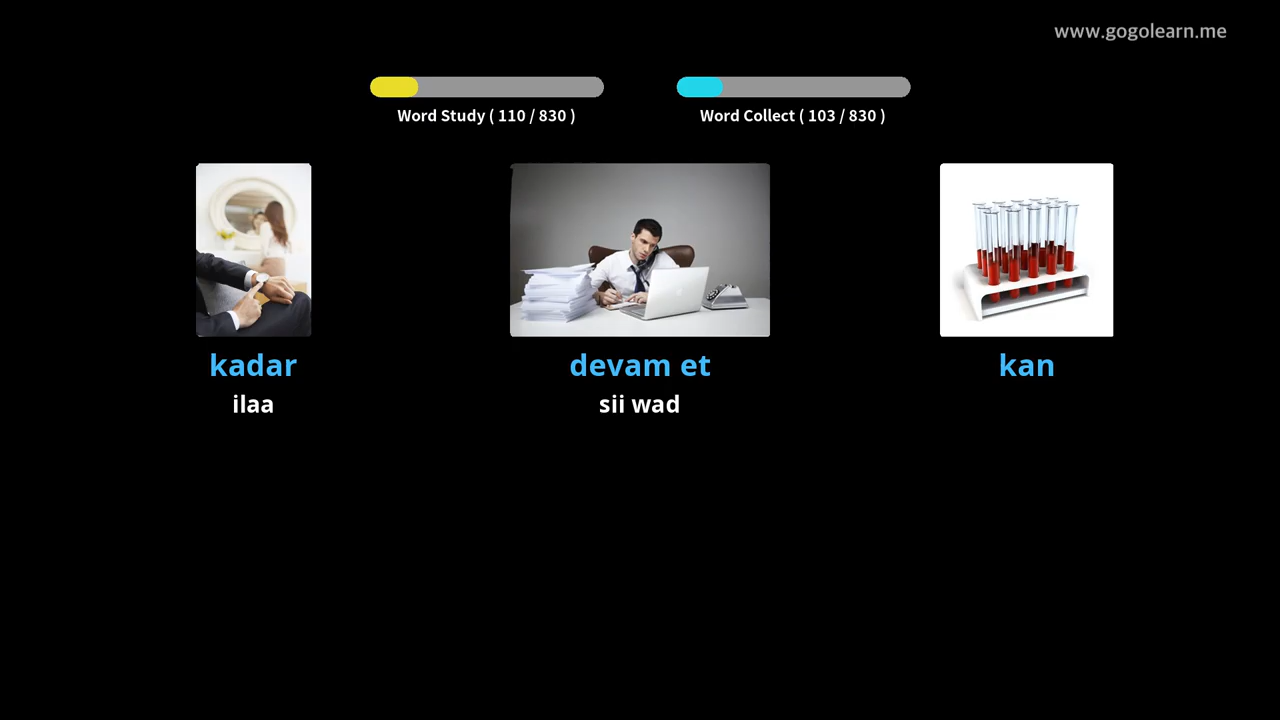 www.gogolearn.me
Word Study ( 110 / 830 )
Word Collect ( 103 / 830 )
kadar
devam et
kan
ilaa
sii wad